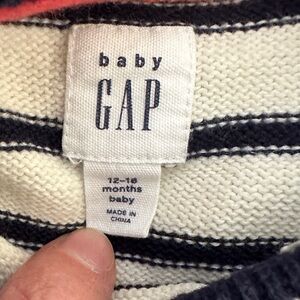 baby
GAP
12-18
months
baby
MADE IN
CHINA